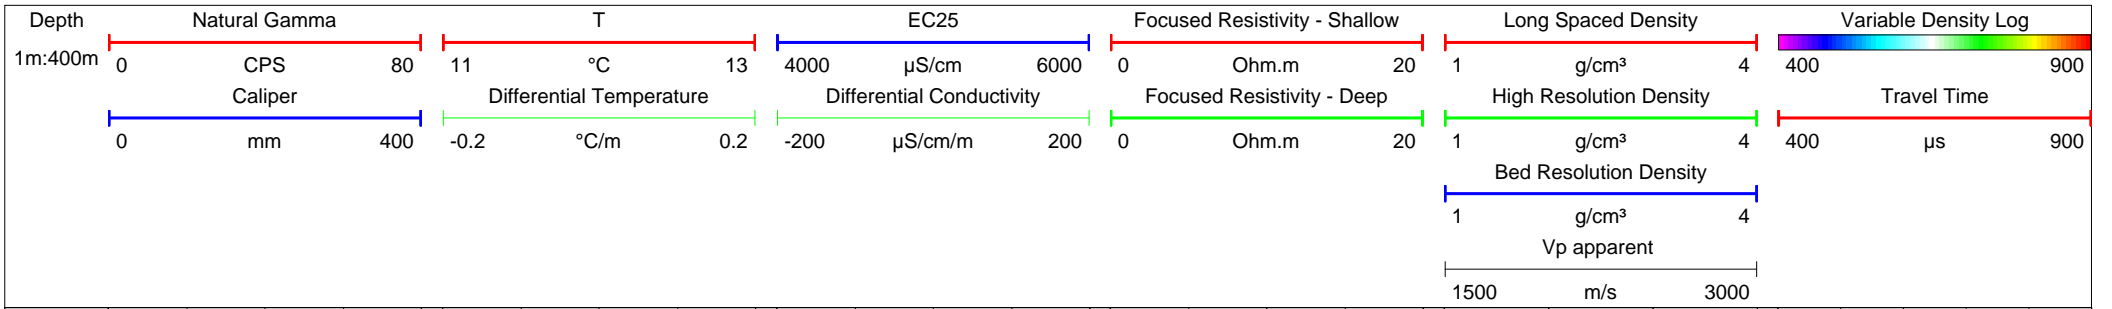 Depth Natural Gamma T EC25 Focused Resistivity - Shallow Long Spaced Density Variable Density Log
1m:400m 0 CPS 80 11 °C 13 4000 µS/cm 6000 0 Ohm.m 20 1 g/cm³ 4 400 900
Caliper Differential Temperature Differential Conductivity Focused Resistivity - Deep High Resolution Density Travel Time
0 mm 400 -0.2 °C/m 0.2 -200 µS/cm/m 200 0 Ohm.m 20 1 g/cm³ 4 400 µs 900
Bed Resolution Density
1 g/cm³ 4
Vp apparent
1500 m/s 3000